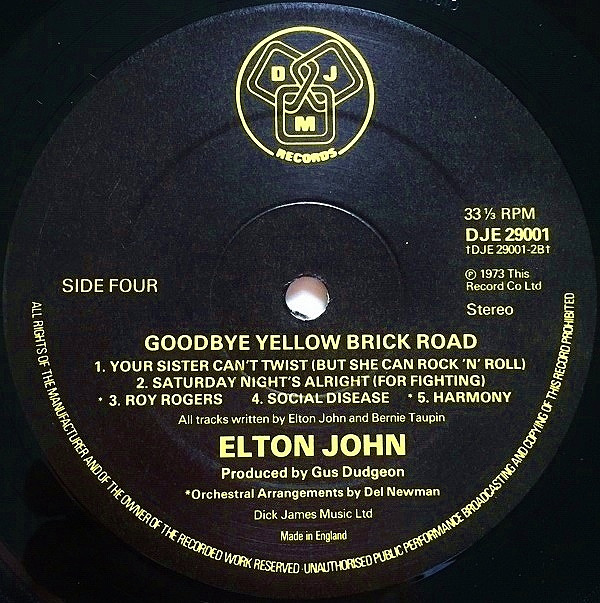 D J
M
RECORDS
33⅓ RPM
DJE 29001
†DJE 29001-2B†
℗ 1973 This
Record Co Ltd
SIDE FOUR
Stereo
GOODBYE YELLOW BRICK ROAD
1. YOUR SISTER CAN'T TWIST (BUT SHE CAN ROCK 'N' ROLL)
2. SATURDAY NIGHT'S ALRIGHT (FOR FIGHTING)
* 3. ROY ROGERS 4. SOCIAL DISEASE * 5. HARMONY
All tracks written by Elton John and Bernie Taupin
ELTON JOHN
Produced by Gus Dudgeon
*Orchestral Arrangements by Del Newman
Dick James Music Ltd
Made in England
ALL RIGHTS OF THE MANUFACTURER AND OF THE OWNER OF THE RECORDED WORK RESERVED · UNAUTHORISED PUBLIC PERFORMANCE BROADCASTING AND COPYING OF THIS RECORD PROHIBITED